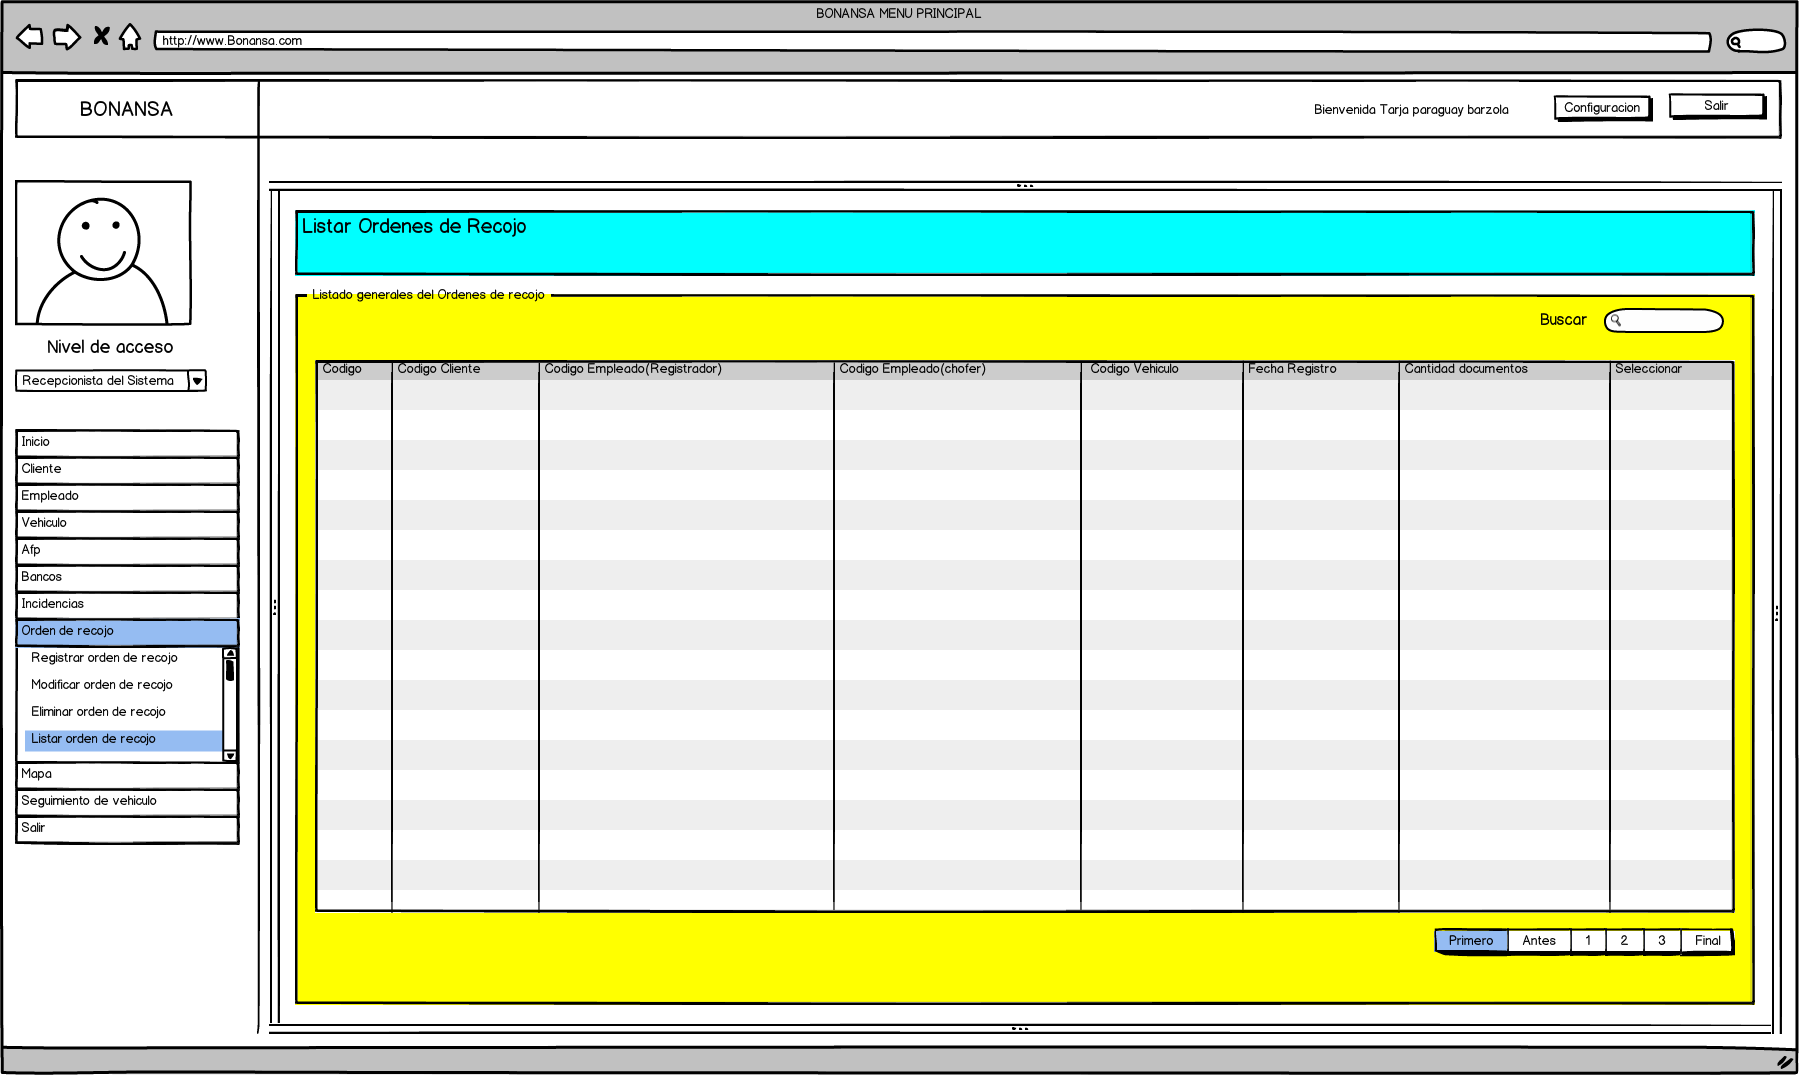 BONANSA MENU PRINCIPAL
http://www.Bonansa.com
BONANSA
Bienvenida Tarja paraguay barzola
Configuracion
Salir
Nivel de acceso
Recepcionista del Sistema
Inicio
Cliente
Empleado
Vehiculo
Afp
Bancos
Incidencias
Orden de recojo
Registrar orden de recojo
Modificar orden de recojo
Eliminar orden de recojo
Listar orden de recojo
Mapa
Seguimiento de vehiculo
Salir
Listar Ordenes de Recojo
Listado generales del Ordenes de recojo
Buscar
Codigo Codigo Cliente Codigo Empleado(Registrador) Codigo Empleado(chofer) Codigo Vehiculo Fecha Registro Cantidad documentos Seleccionar
Primero Antes 1 2 3 Final